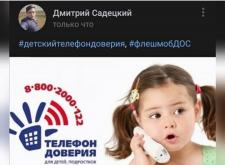 Дмитрий Садецкий
только что
#детскийтелефондоверия, #флешмобДОС
8-800-2000-122
ТЕЛЕФОН
ДОВЕРИЯ
ДЛЯ ДЕТЕЙ, ПОДРОСТКОВ